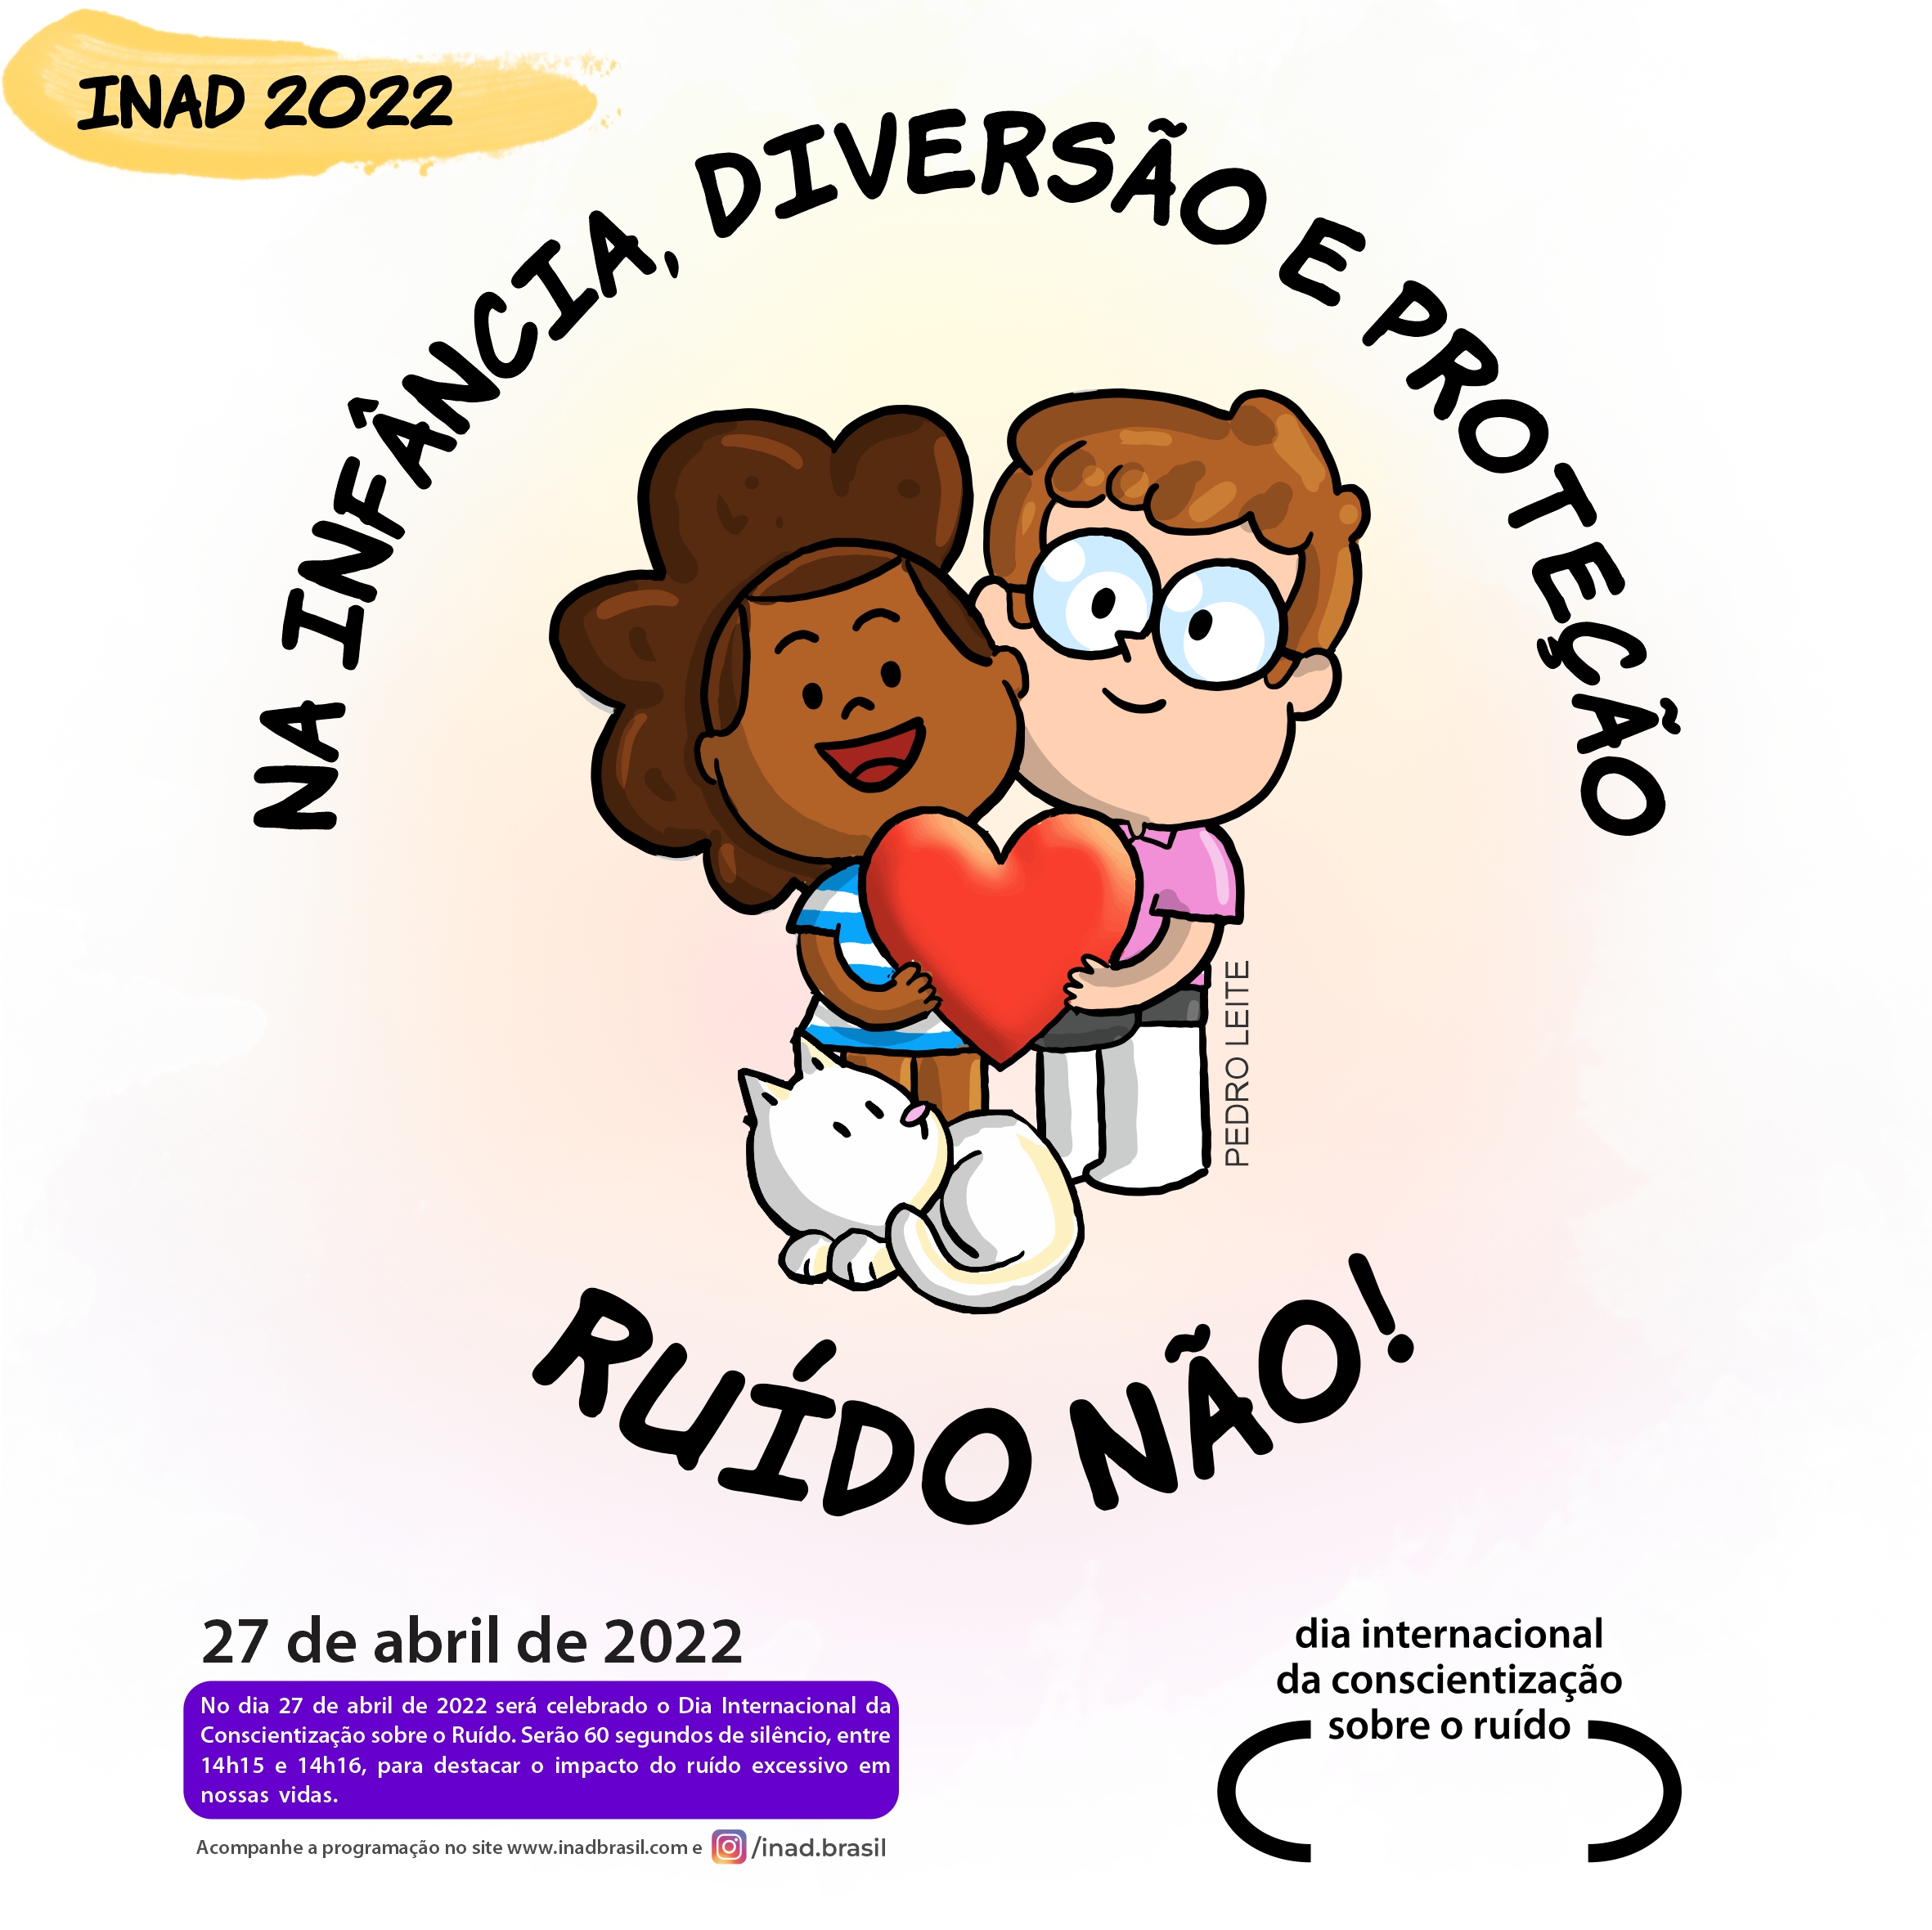 INAD 2022
NA INFÂNCIA, DIVERSÃO E PROTEÇÃO
PEDRO LEITE
RUÍDO NÃO!
27 de abril de 2022
No dia 27 de abril de 2022 será celebrado o Dia Internacional da
Conscientização sobre o Ruído. Serão 60 segundos de silêncio, entre
14h15 e 14h16, para destacar o impacto do ruído excessivo em
nossas vidas.
Acompanhe a programação no site www.inadbrasil.com e /inad.brasil
dia internacional
da conscientização
sobre o ruído